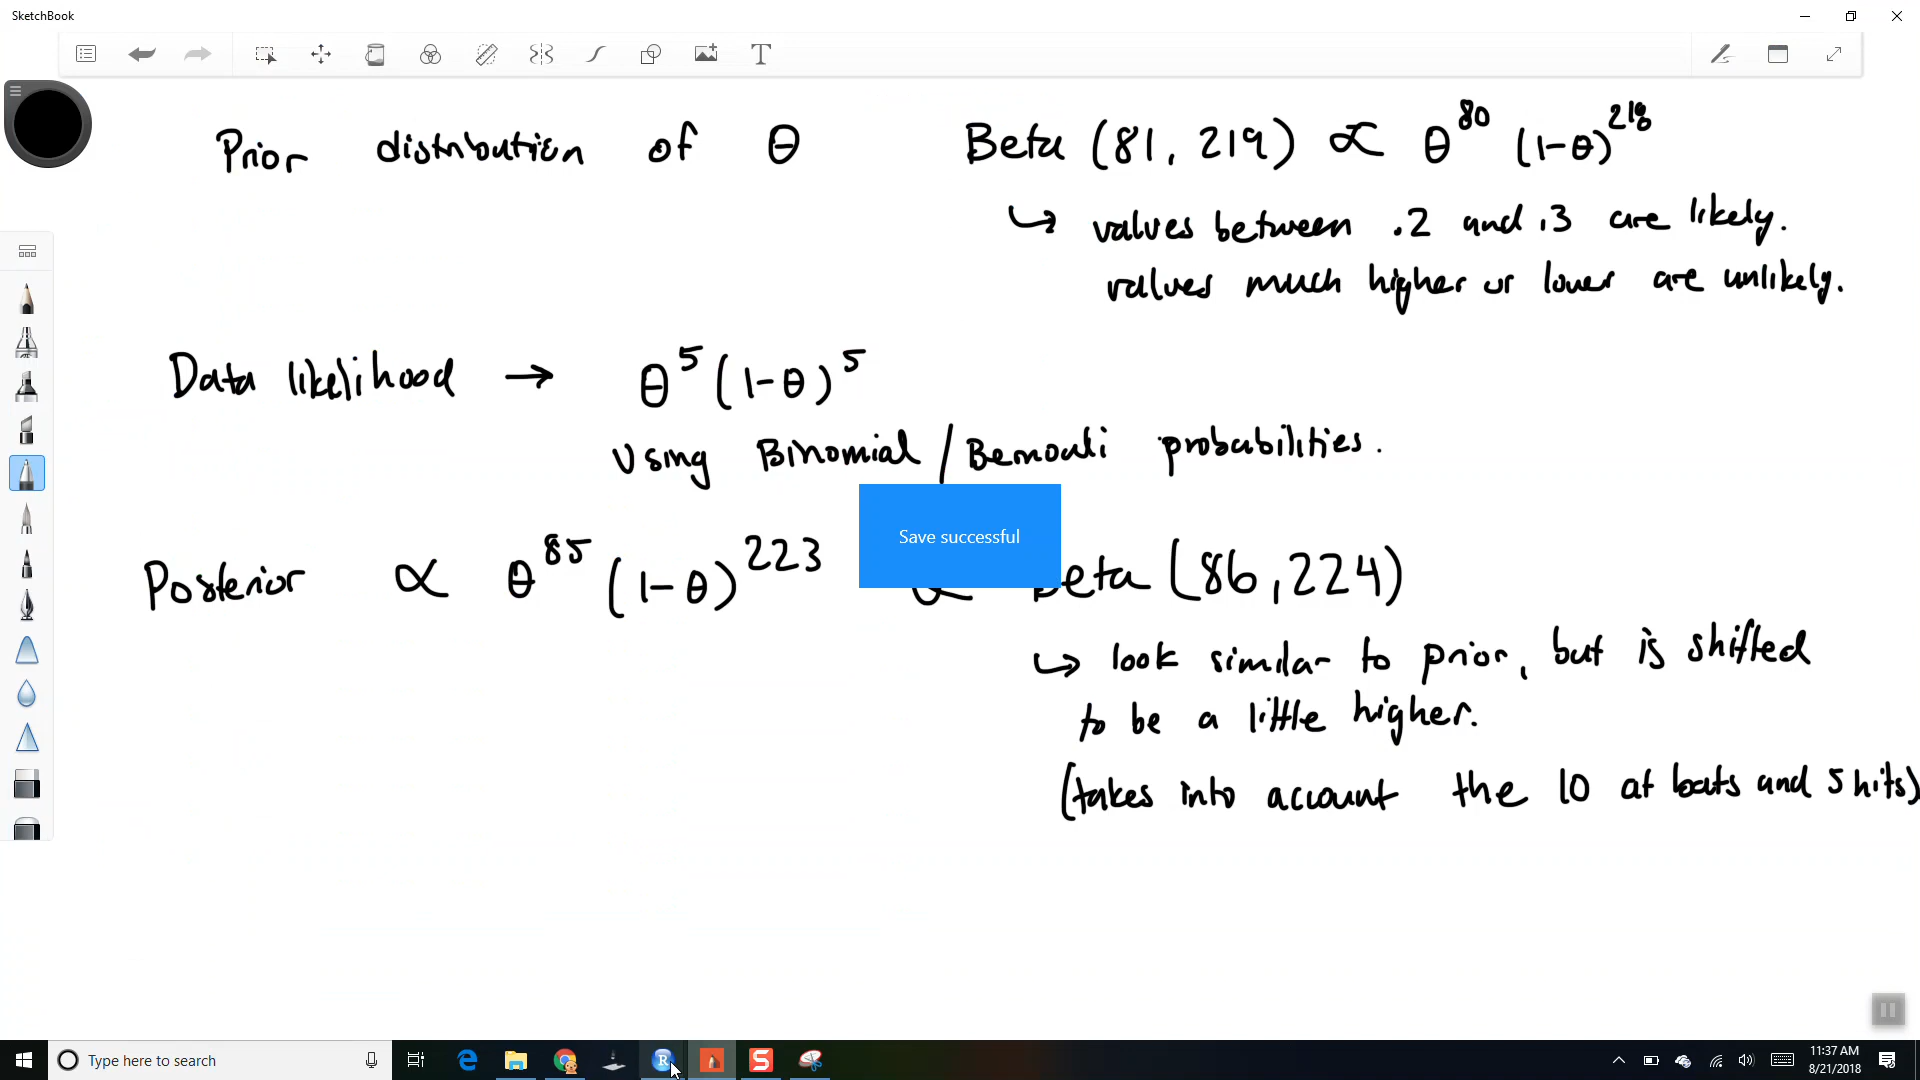 SketchBook
Prior distribution of θ Beta (81, 219) ∝ θ^80 (1-θ)^218
↪ values between .2 and .3 are likely.
values much higher or lower are unlikely.
Data likelihood → θ^5 (1-θ)^5
Using Binomial / Bernouli probabilities.
Save successful
Posterior ∝ θ^85 (1-θ)^223 ∝ Beta (86, 224)
↪ look similar to prior, but is shifted
to be a little higher.
(takes into account the 10 at bats and 5 hits)
Type here to search
11:37 AM
8/21/2018